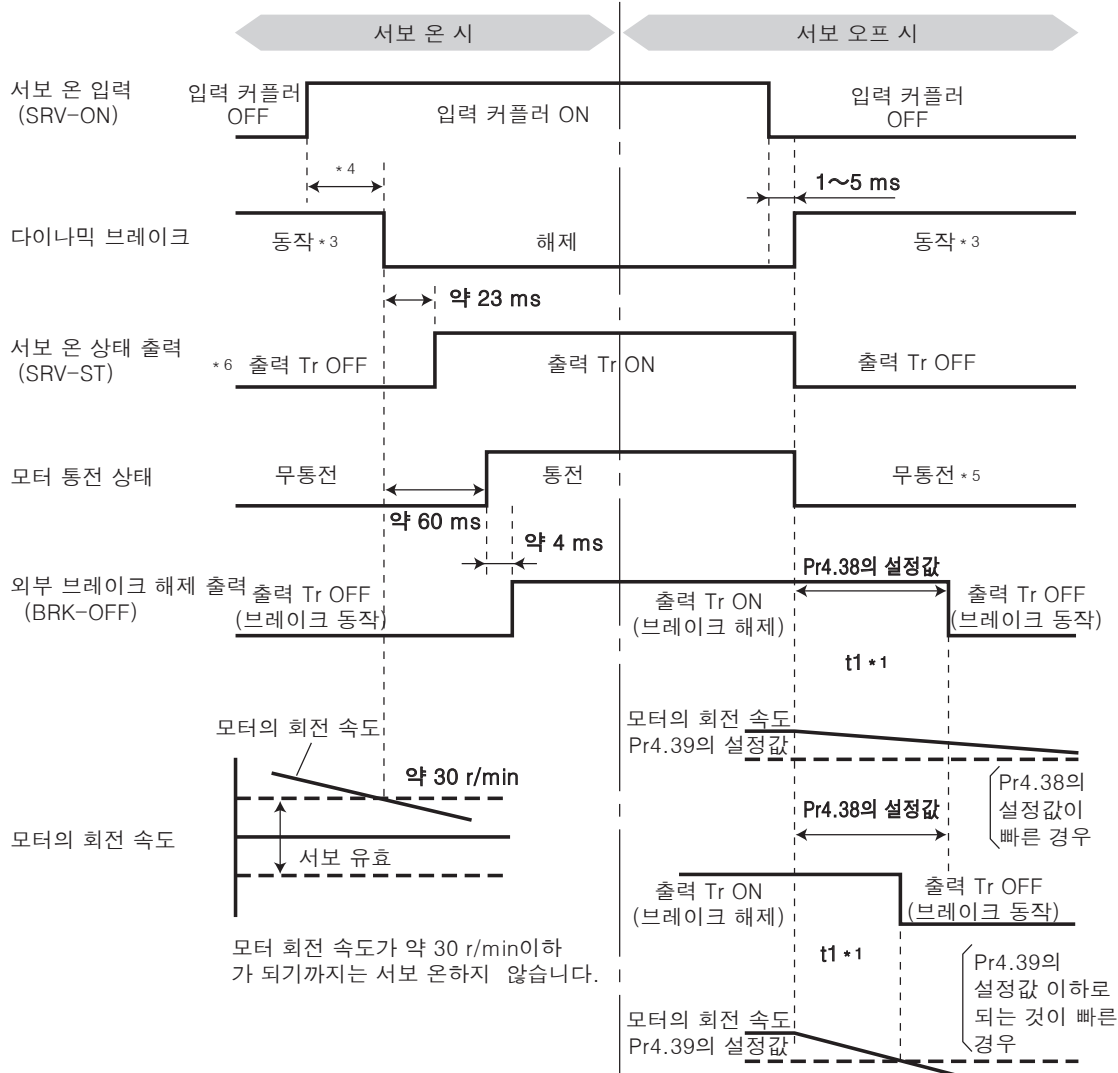 서보 온 시
서보 오프 시
서보 온 입력
(SRV-ON)
입력 커플러
OFF
입력 커플러 ON
입력 커플러
OFF
*4
1~5 ms
다이나믹 브레이크
동작*3
해제
동작*3
약 23 ms
서보 온 상태 출력
(SRV-ST)
*6 출력 Tr OFF
출력 Tr ON
출력 Tr OFF
모터 통전 상태
무통전
통전
무통전*5
약 60 ms
약 4 ms
외부 브레이크 해제 출력
(BRK-OFF)
출력 Tr OFF
(브레이크 동작)
출력 Tr ON
(브레이크 해제)
Pr4.38의 설정값
출력 Tr OFF
(브레이크 동작)
t1*1
모터의 회전 속도
모터의 회전 속도
약 30 r/min
서보 유효
모터 회전 속도가 약 30 r/min이하
가 되기까지는 서보 온하지 않습니다.
모터의 회전 속도
Pr4.39의 설정값
Pr4.38의
설정값이
빠른 경우
Pr4.38의 설정값
출력 Tr ON
(브레이크 해제)
출력 Tr OFF
(브레이크 동작)
t1*1
Pr4.39의
설정값 이하로
되는 것이 빠른
경우
모터의 회전 속도
Pr4.39의 설정값